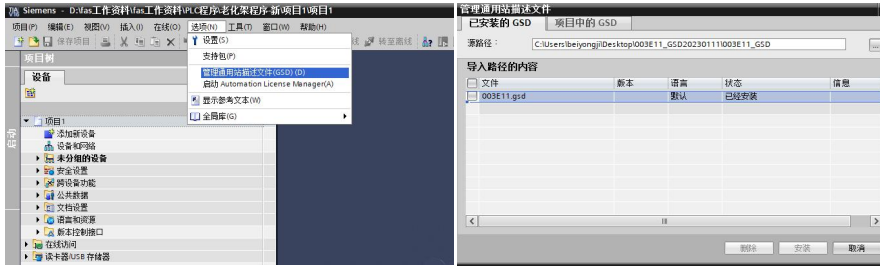 Siemens - D:\fas工作资料\fas工作资料\PLC程序\老化架程序-新\项目1\项目1
项目(P) 编辑(E) 视图(V) 插入(I) 在线(O) 选项(N) 工具(T) 窗口(W) 帮助(H)
保存项目
转至离线
设置(S)
支持包(P)
管理通用站描述文件(GSD) (D)
启动 Automation License Manager(A)
显示参考文本(W)
全局库(G)
项目树
设备
启动
项目1
添加新设备
设备和网络
未分组的设备
安全设置
跨设备功能
公共数据
文档设置
语言和资源
版本控制接口
在线访问
读卡器/USB 存储器
管理通用站描述文件
已安装的 GSD 项目中的 GSD
源路径: C:\Users\beiyongji\Desktop\003E11_GSD20230111\003E11_GSD ...
导入路径的内容
文件 版本 语言 状态 信息
003E11.gsd 默认 已经安装
删除 安装 取消